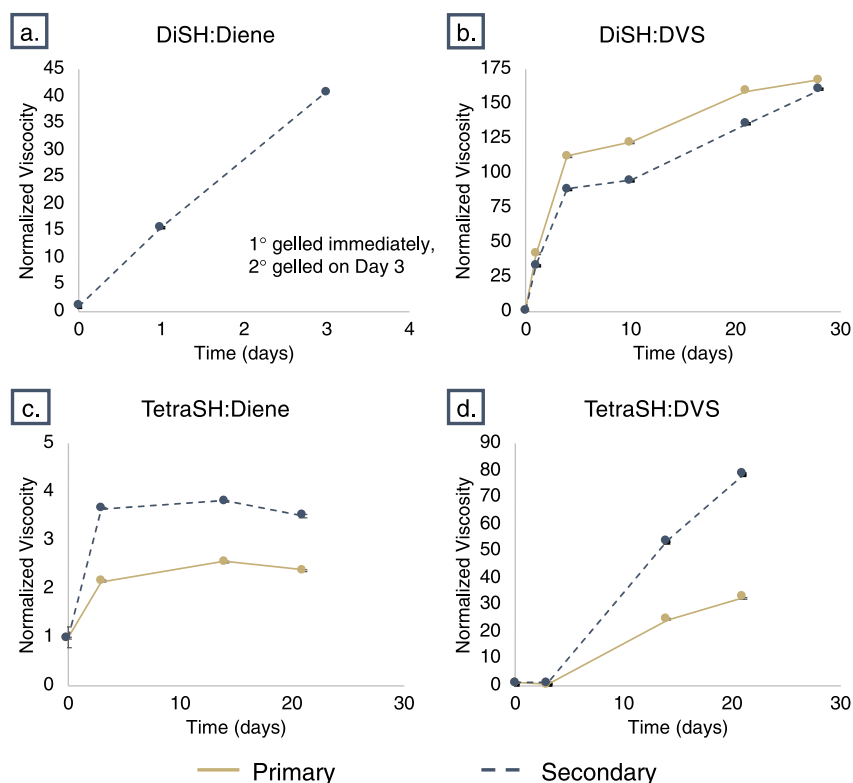 a.
DiSH:Diene
Normalized Viscocity
45
40
35
30
25
20
15
10
5
0
1° gelled immediately,
2° gelled on Day 3
0 1 2 3 4
Time (days)
b.
DiSH:DVS
Normalized Viscosity
175
150
125
100
75
50
25
0
0 10 20 30
Time (days)
c.
TetraSH:Diene
Normalized Viscocity
5
4
3
2
1
0
0 10 20 30
Time (days)
d.
TetraSH:DVS
Normalized Viscosity
90
80
70
60
50
40
30
20
10
0
0 10 20 30
Time (days)
Primary Secondary